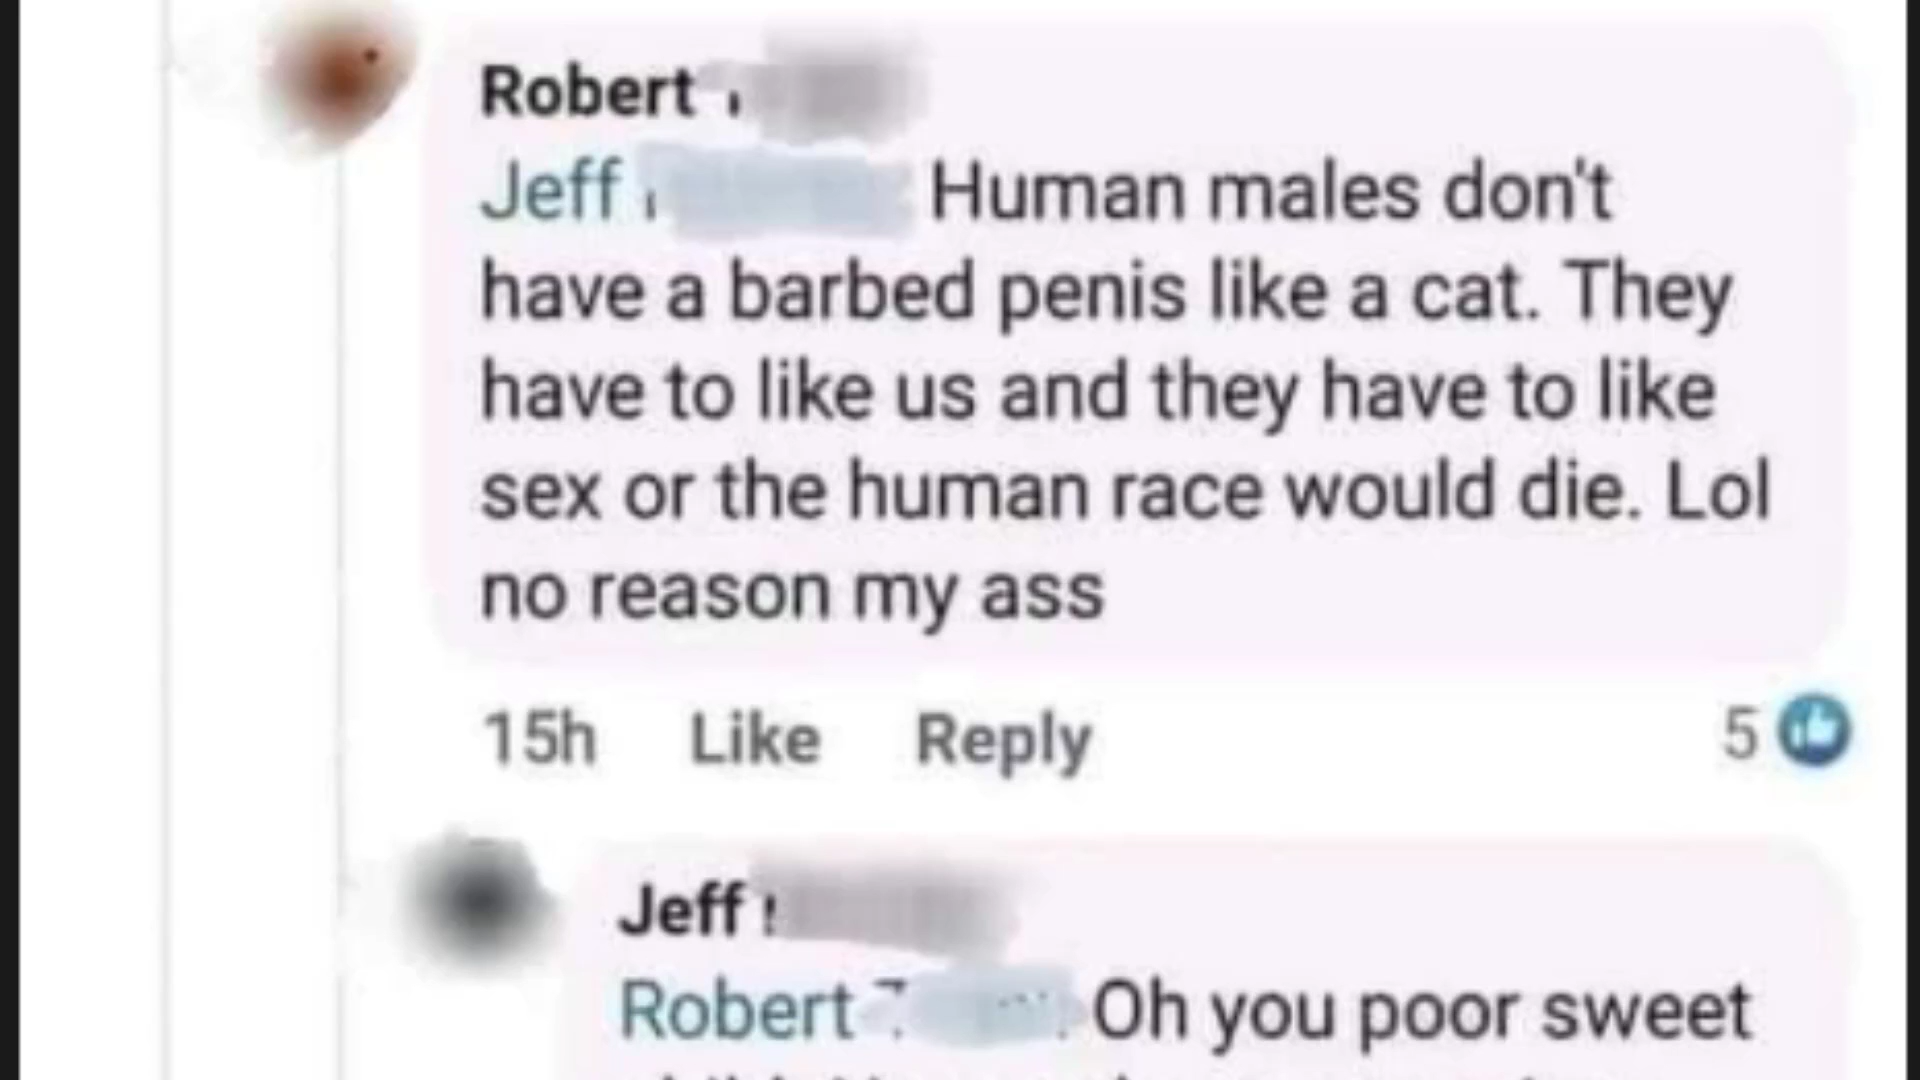 Robert
Jeff Human males don't
have a barbed penis like a cat. They
have to like us and they have to like
sex or the human race would die. Lol
no reason my ass
15h Like Reply 5
Jeff
Robert Oh you poor sweet